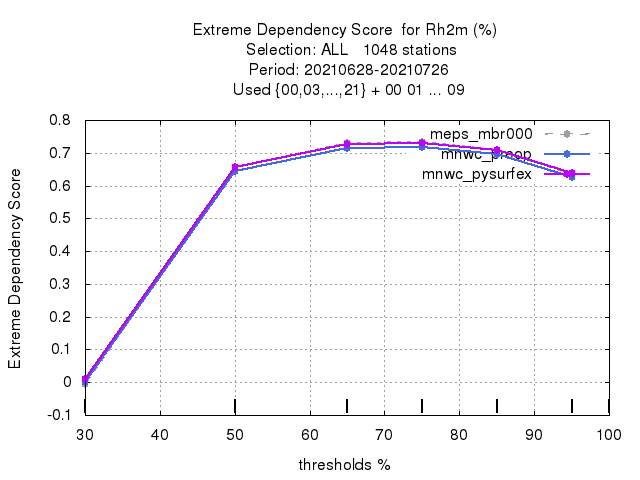 Extreme Dependency Score  for Rh2m (%)
Selection: ALL   1048 stations
Period: 20210628-20210726
Used {00,03,...,21} + 00 01 ... 09
meps_mbr000
mnwc_pysurfex
Extreme Dependency Score
0.8
0.7
0.6
0.5
0.4
0.3
0.2
0.1
0
-0.1
30 40 50 60 70 80 90 100
thresholds %